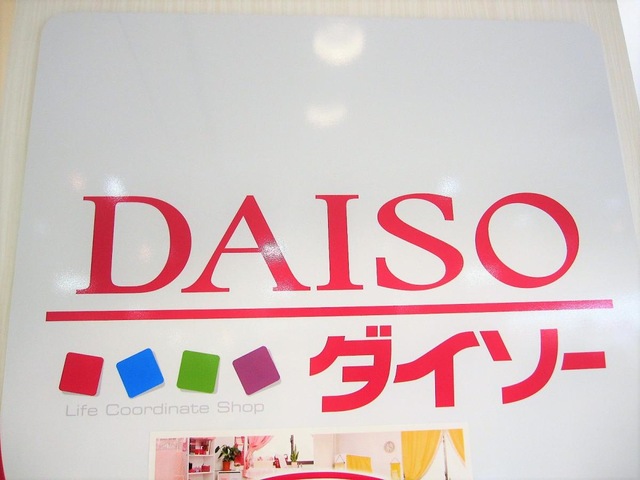 DAISO
ダイソー
Life Coordinate Shop